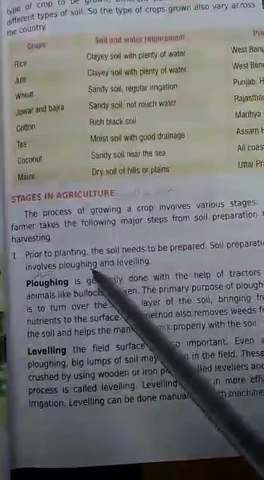 type of crop to be
different types of soil. So the type of crops grown also vary across
the country
Crops Soil and water requirement
Rice Clayey soil with plenty of water West Ben
Jute Clayey soil with plenty of water West Ben
Wheat Sandy soil, regular irrigation Punjab, H
Jowar and bajra Sandy soil, not much water Rajastha
Cotton Rich black soil Madhya
Tea Moist soil with good drainage Assam
Coconut Sandy soil near the sea All coas
Maize Dry soil of hills or plains Uttar Pr
STAGES IN AGRICULTURE
The process of growing a crop involves various stages.
farmer takes the following major steps from soil preparation
harvesting.
1. Prior to planting, the soil needs to be prepared. Soil preparati
involves ploughing and levelling.
Ploughing is done with the help of tractors
animals like bullock The primary purpose of plough
is to turn over the layer of the soil, bringing fr
nutrients to the surface. method also removes weeds f
the soil and helps the properly with the soil.
Levelling the field surface important. Even a
ploughing, big lumps of soil may in the field. These
crushed by using wooden or iron levellers and
process is called levelling. Levelling in more effi
irrigation. Levelling can be done